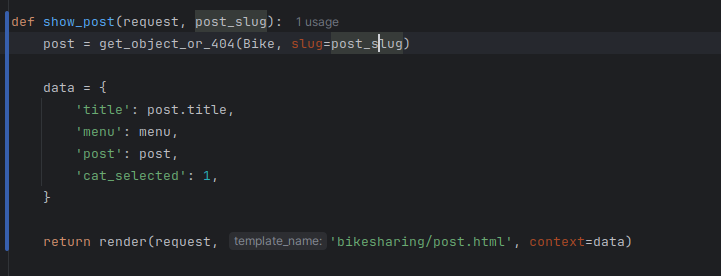 def show_post(request, post_slug): 1 usage
    post = get_object_or_404(Bike, slug=post_slug)
    data = {
        'title': post.title,
        'menu': menu,
        'post': post,
        'cat_selected': 1,
    }
    return render(request, template_name: 'bikesharing/post.html', context=data)